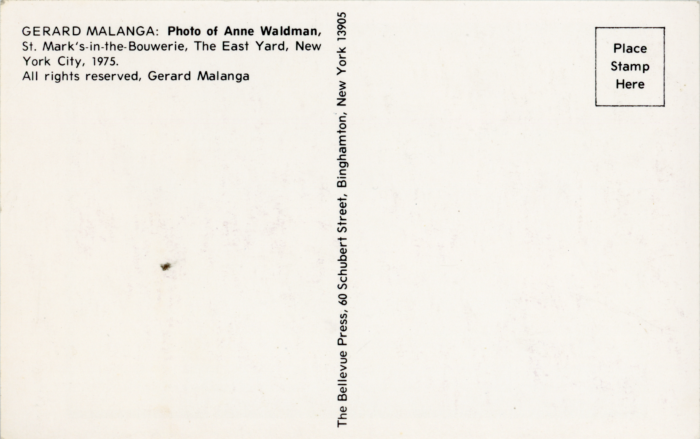 GERARD MALANGA: Photo of Anne Waldman,
St. Mark's-in-the-Bouwerie, The East Yard, New
York City, 1975.
All rights reserved, Gerard Malanga
The Bellevue Press, 60 Schubert Street, Binghamton, New York 13905
Place
Stamp
Here